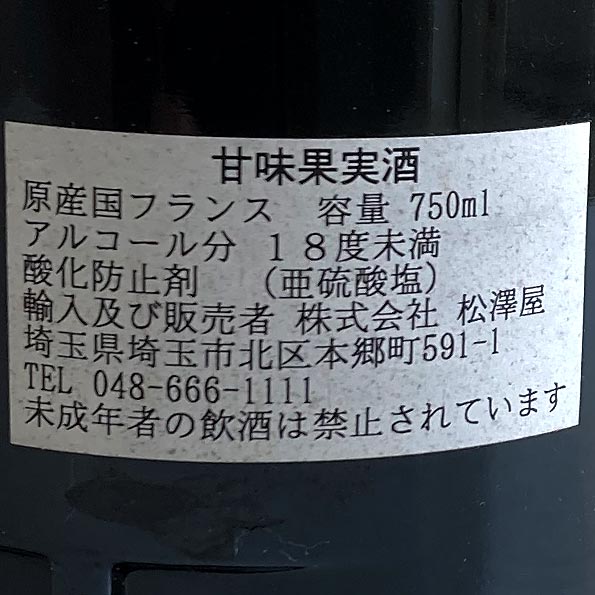 甘味果実酒
原産国フランス 容量 750ml
アルコール分 18度未満
酸化防止剤 (亜硫酸塩)
輸入及び販売者 株式会社 松澤屋
埼玉県埼玉市北区本郷町591-1
TEL 048-666-1111
未成年者の飲酒は禁止されています